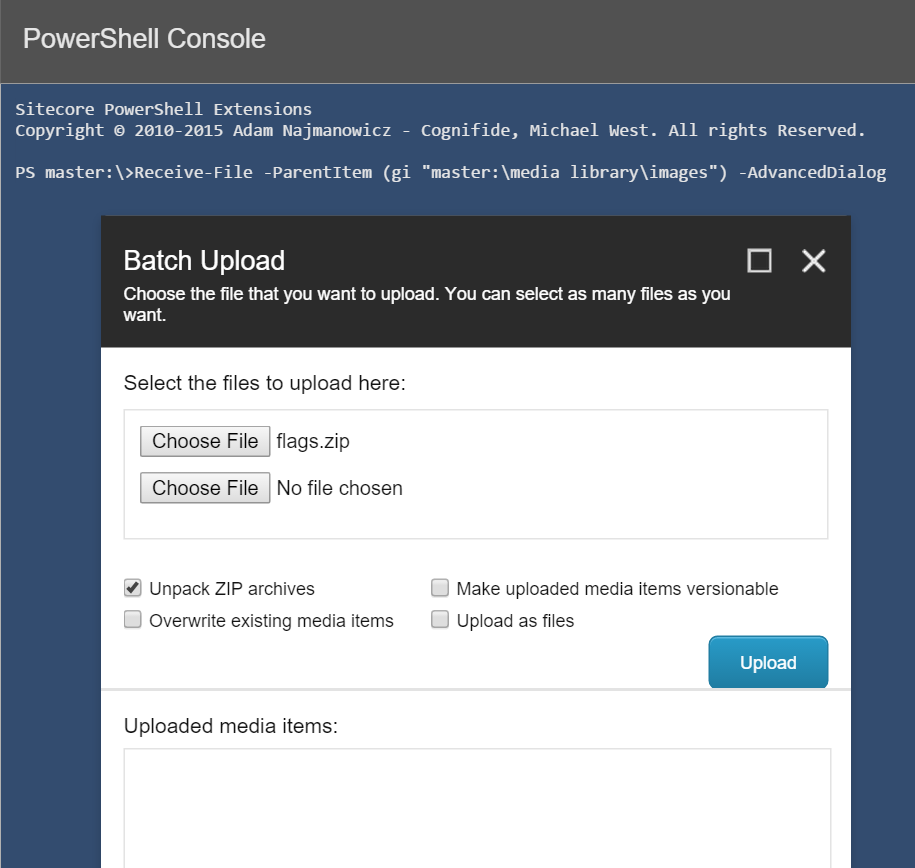 PowerShell Console
Sitecore PowerShell Extensions
Copyright © 2010-2015 Adam Najmanowicz - Cognifide, Michael West. All rights Reserved.
PS master:\>Receive-File -ParentItem (gi "master:\media library\images") -AdvancedDialog
Batch Upload
Choose the file that you want to upload. You can select as many files as you
want.
Select the files to upload here:
Choose File flags.zip
Choose File No file chosen
Unpack ZIP archives Make uploaded media items versionable
Overwrite existing media items Upload as files
Upload
Uploaded media items: